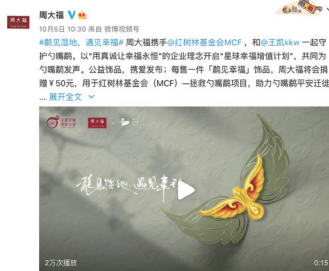 周大福
10月5日 10:30 来自 微博视频号
#鹬见湿地，遇见幸福# 周大福携手@红树林基金会MCF ，和@王凯kkw 一起守
护勺嘴鹬，以"用真诚让幸福永恒"的企业理念开启"星球幸福增值计划"，共同为
勺嘴鹬发声。公益饰品，携爱发布；每售一件「鹬见幸福」饰品，周大福将会捐
赠￥50元，用于红树林基金会（MCF）—拯救勺嘴鹬项目，助力勺嘴鹬平安迁徙
... 展开全文
周大福
鹬见湿地 遇见幸福
2万次播放
0:15